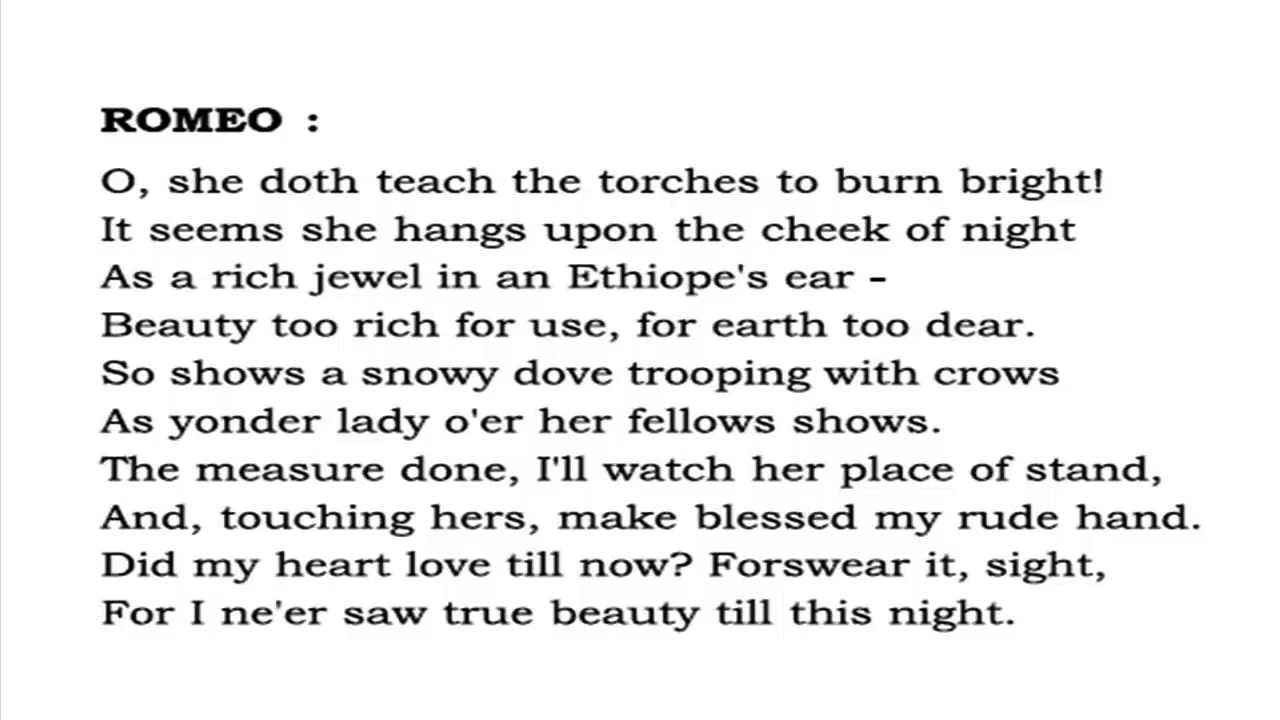 ROMEO :
O, she doth teach the torches to burn bright!
It seems she hangs upon the cheek of night
As a rich jewel in an Ethiope's ear -
Beauty too rich for use, for earth too dear.
So shows a snowy dove trooping with crows
As yonder lady o'er her fellows shows.
The measure done, I'll watch her place of stand,
And, touching hers, make blessed my rude hand.
Did my heart love till now? Forswear it, sight,
For I ne'er saw true beauty till this night.